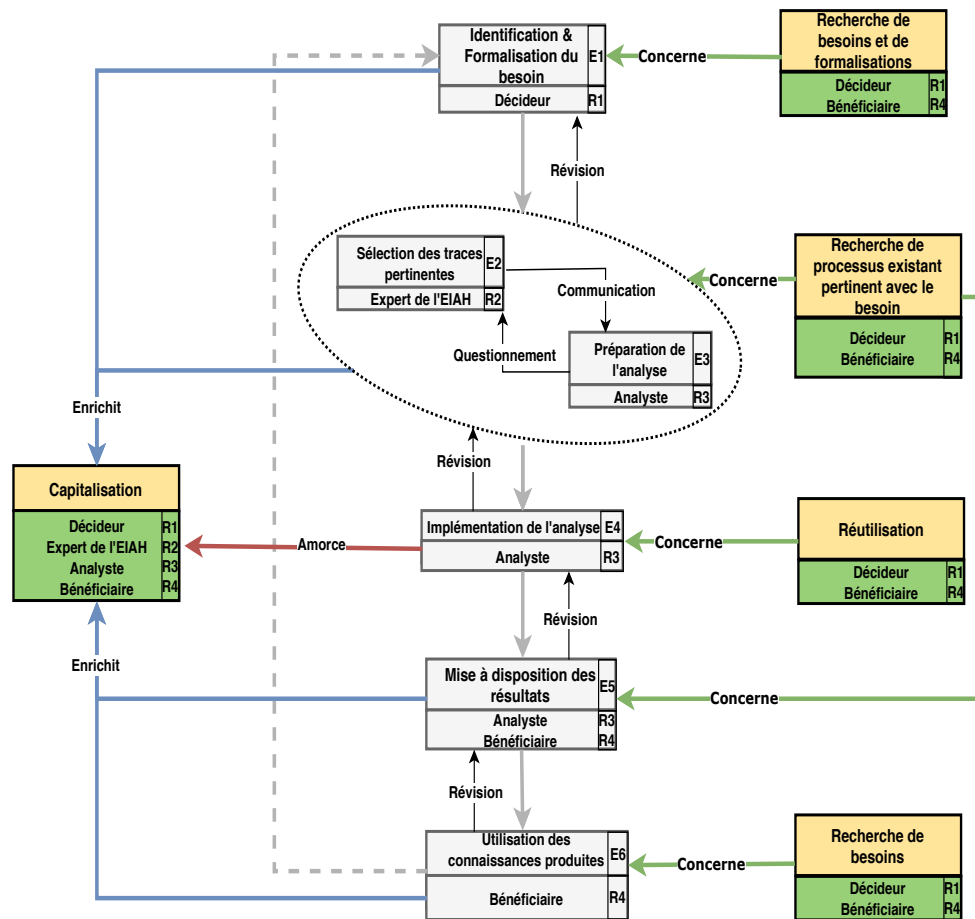 Identification &
Formalisation du
besoin
E1
Décideur
R1
Concerne
Recherche de
besoins et de
formalisations
Décideur R1
Bénéficiaire R4
Révision
Sélection des traces
pertinentes
E2
Expert de l'EIAH
R2
Communication
Questionnement
Préparation de
l'analyse
E3
Analyste
R3
Concerne
Recherche de
processus existant
pertinent avec le
besoin
Décideur R1
Bénéficiaire R4
Enrichit
Révision
Capitalisation
Décideur R1
Expert de l'EIAH R2
Analyste R3
Bénéficiaire R4
Amorce
Implémentation de l'analyse
E4
Analyste
R3
Concerne
Réutilisation
Décideur R1
Bénéficiaire R4
Révision
Enrichit
Mise à disposition des
résultats
E5
Analyste R3
Bénéficiaire R4
Concerne
Révision
Utilisation des
connaissances produites
E6
Bénéficiaire
R4
Concerne
Recherche de
besoins
Décideur R1
Bénéficiaire R4